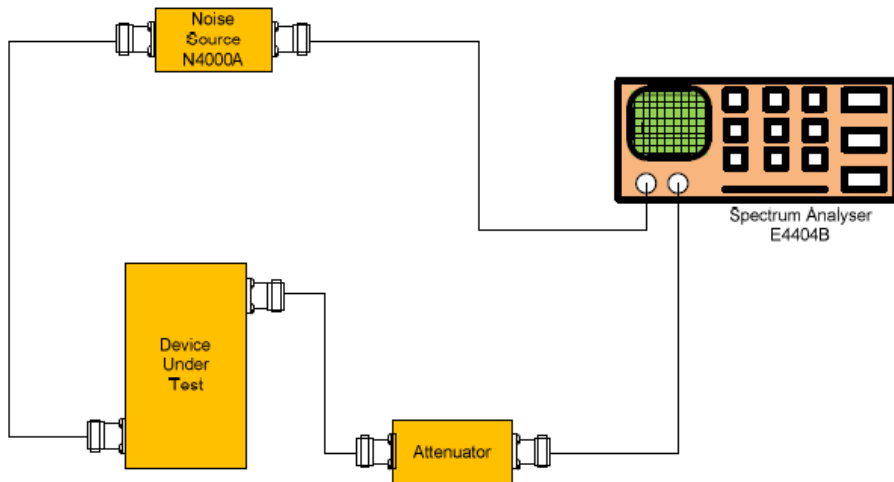 Noise
Source
N4000A
Spectrum Analyser
E4404B
Device
Under
Test
Attenuator